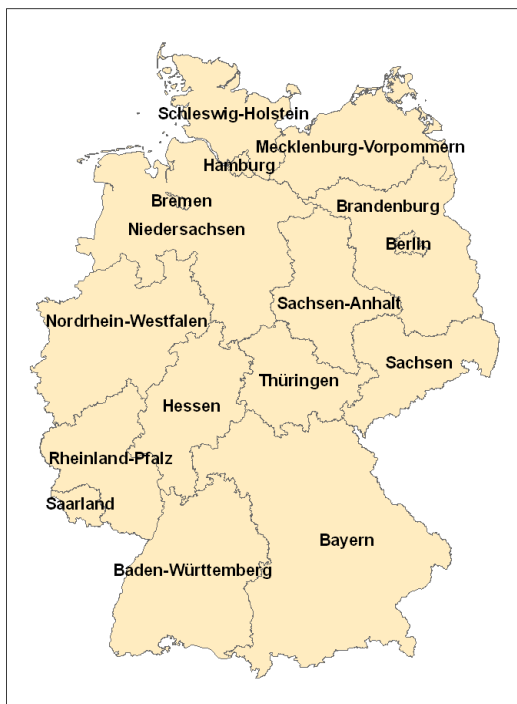 Schleswig-Holstein
Mecklenburg-Vorpommern
Hamburg
Bremen
Brandenburg
Niedersachsen
Berlin
Sachsen-Anhalt
Nordrhein-Westfalen
Sachsen
Thüringen
Hessen
Rheinland-Pfalz
Saarland
Bayern
Baden-Württemberg